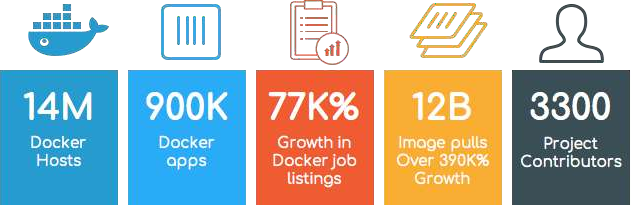 14M
Docker
Hosts
900K
Docker
apps
77K%
Growth in
Docker job
listings
12B
Image pulls
Over 390K%
Growth
3300
Project
Contributors